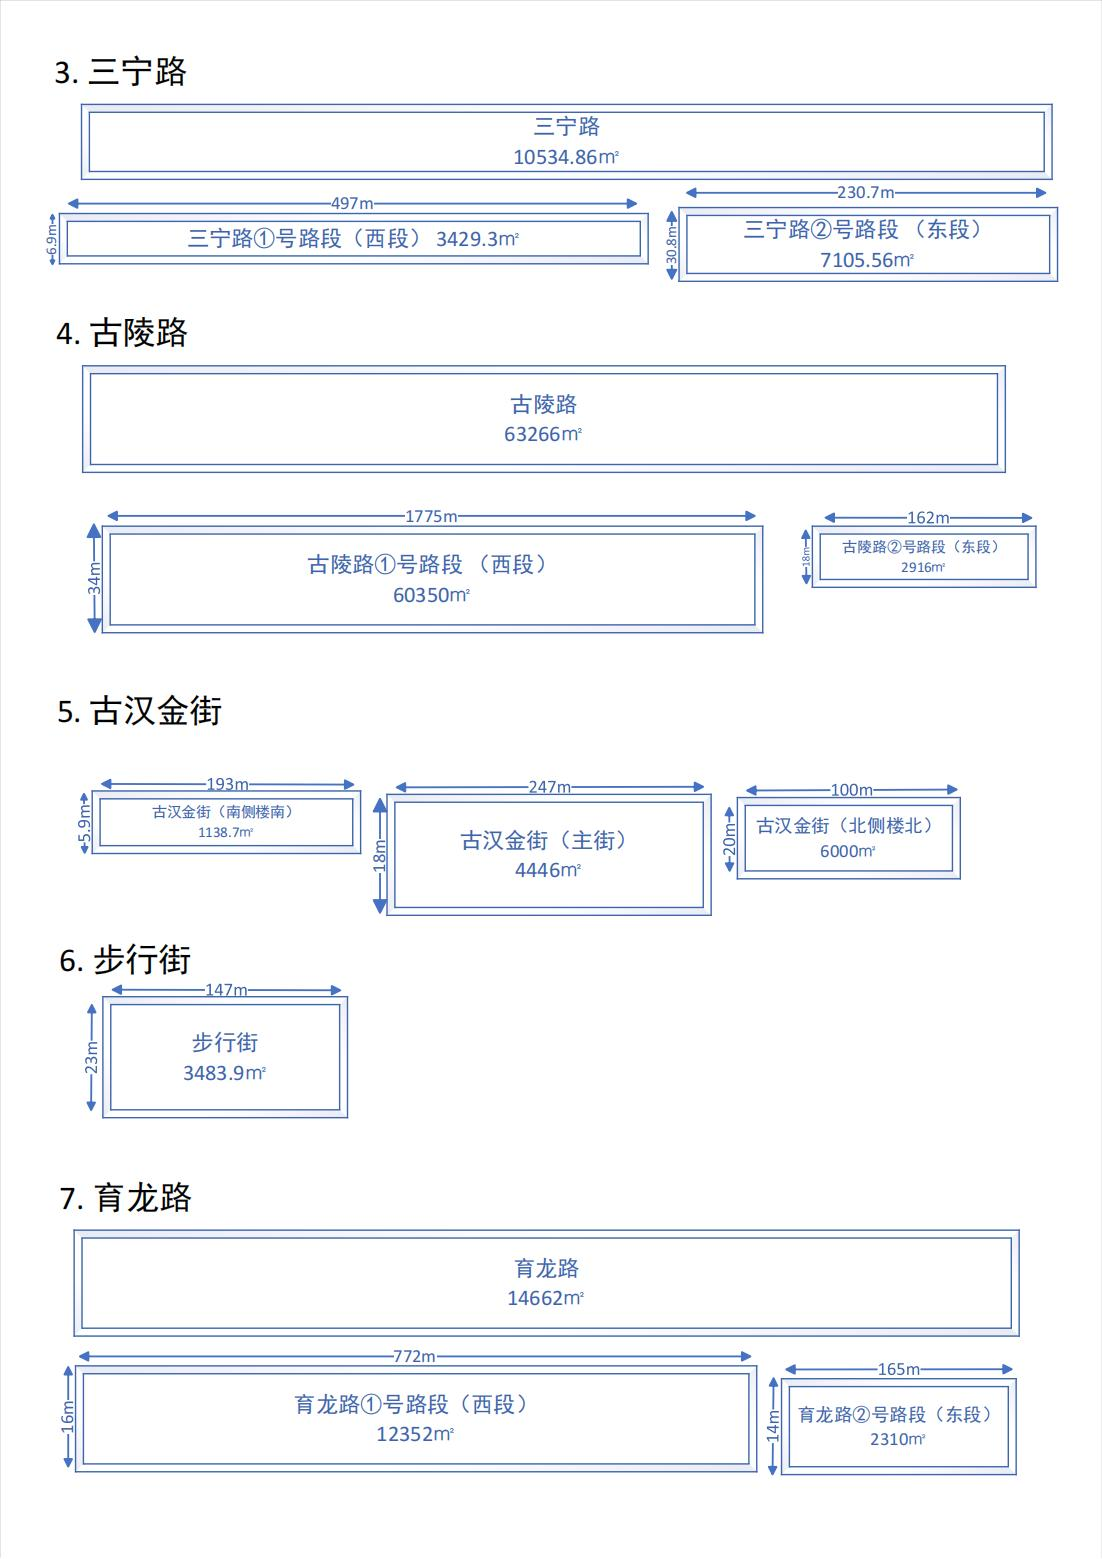 3. 三宁路
三宁路
10534.86㎡
497m
230.7m
6.9m
三宁路①号路段（西段） 3429.3㎡
30.8m
三宁路②号路段 （东段）
7105.56㎡
4. 古陵路
古陵路
63266㎡
1775m
162m
34m
古陵路①号路段 （西段）
60350㎡
18m
古陵路②号路段（东段）
2916㎡
5. 古汉金街
193m
247m
100m
5.9m
古汉金街（南侧楼南）
1138.7㎡
18m
古汉金街（主街）
4446㎡
20m
古汉金街（北侧楼北）
6000㎡
6. 步行街
147m
23m
步行街
3483.9㎡
7. 育龙路
育龙路
14662㎡
772m
165m
16m
育龙路①号路段（西段）
12352㎡
14m
育龙路②号路段（东段）
2310㎡